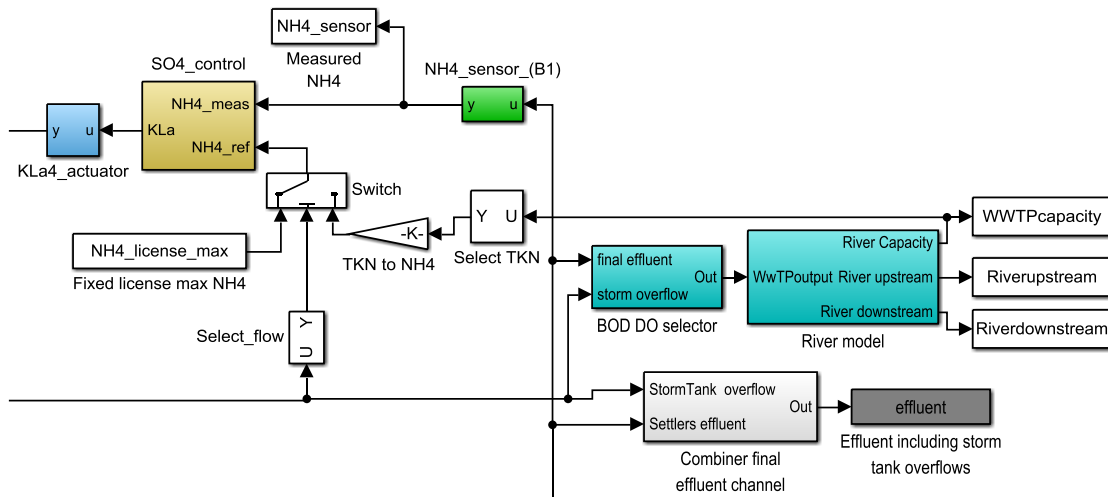 NH4_sensor
Measured
NH4
SO4_control
NH4_meas
KLa
NH4_ref
NH4_sensor_(B1)
y
u
y
u
KLa4_actuator
Switch
NH4_license_max
Fixed license max NH4
-K-
TKN to NH4
Y
U
Select TKN
WWTPcapacity
final effluent
Out
storm overflow
BOD DO selector
River Capacity
WwTPoutput
River upstream
River downstream
River model
Riverupstream
Riverdownstream
Select_flow
U Y
StormTank overflow
Out
Settlers effluent
Combiner final
effluent channel
effluent
Effluent including storm
tank overflows